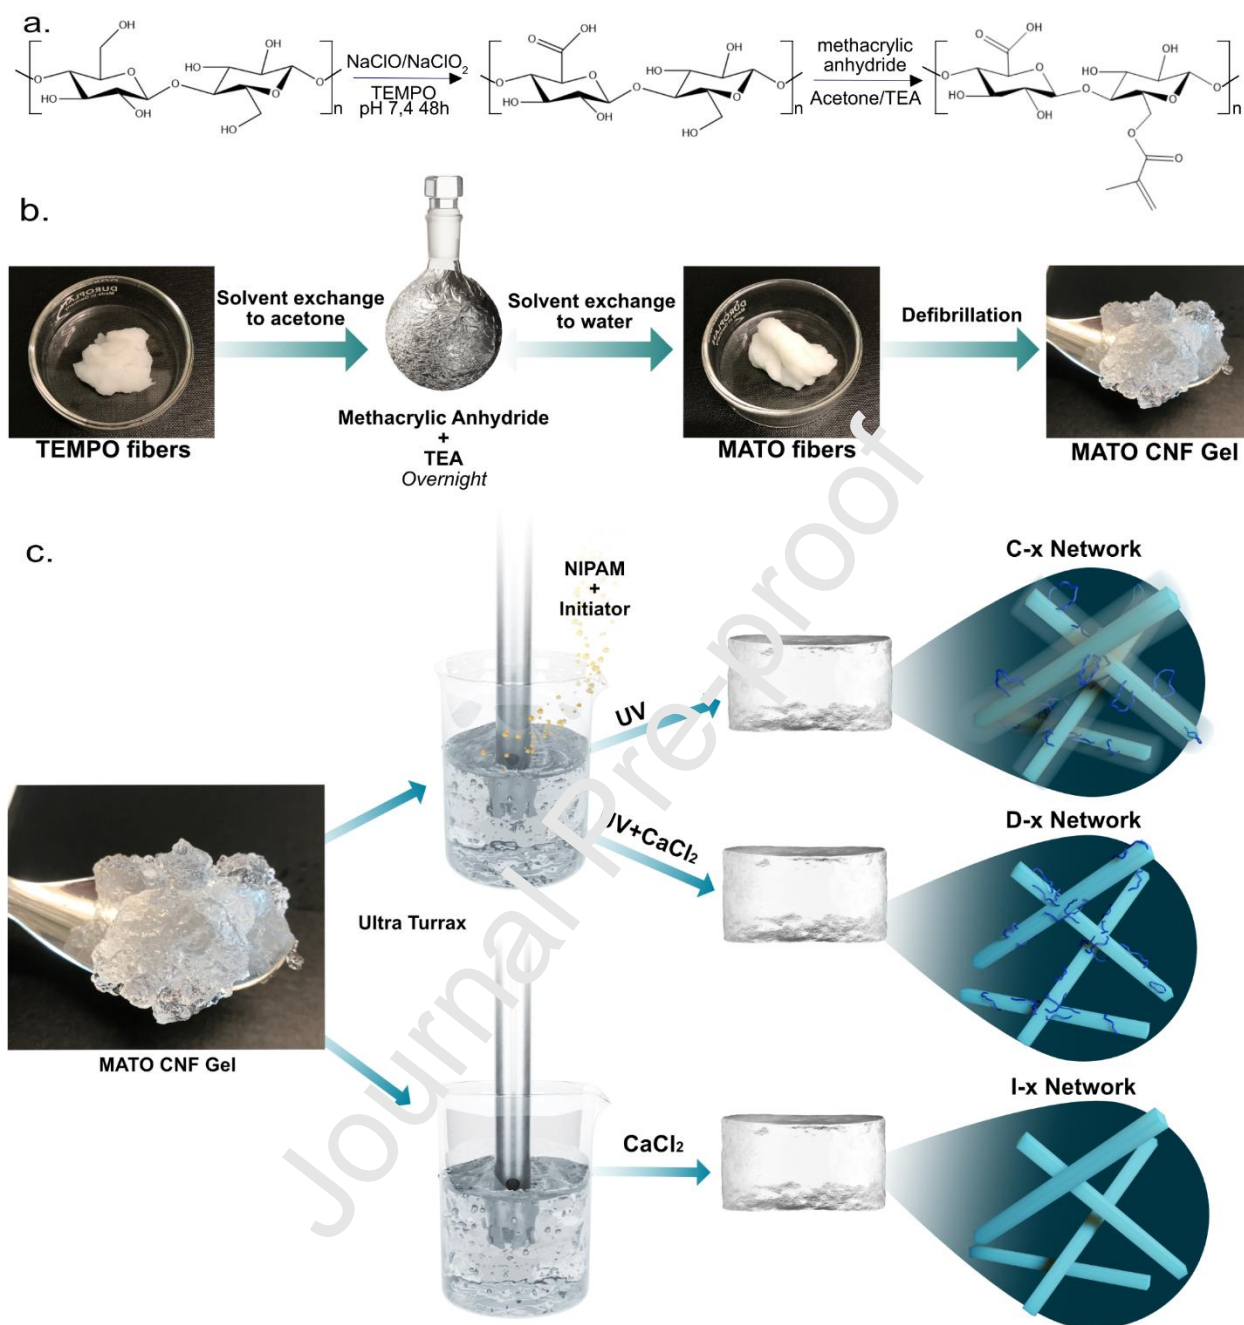 a.
OH
OH
HO
O
O
O
HO
OH
O
OH
HO
n
NaClO/NaClO₂
TEMPO
pH 7,4 48h
O
OH
OH
HO
O
O
O
HO
OH
O
OH
HO
n
methacrylic
anhydride
Acetone/TEA
O
OH
OH
HO
O
O
O
HO
OH
O
OH
O
O
n
b.
Solvent exchange
to acetone
Solvent exchange
to water
Defibrillation
TEMPO fibers
Methacrylic Anhydride
+
TEA
Overnight
MATO fibers
MATO CNF Gel
c.
NIPAM
+
Initiator
C-x Network
UV
UV+CaCl₂
D-x Network
Ultra Turrax
MATO CNF Gel
CaCl₂
I-x Network
Journal Pre-proof